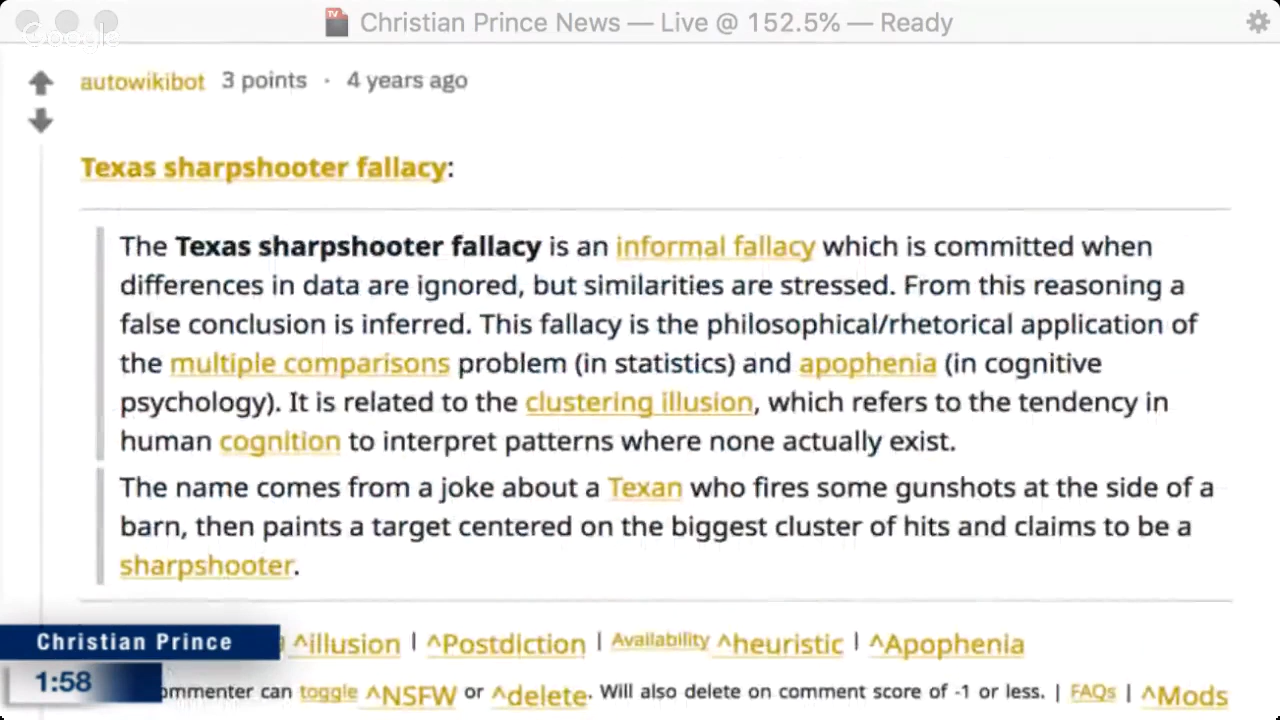 Christian Prince News — Live @ 152.5% — Ready
Google
autowikibot 3 points · 4 years ago
Texas sharpshooter fallacy:
The Texas sharpshooter fallacy is an informal fallacy which is committed when
differences in data are ignored, but similarities are stressed. From this reasoning a
false conclusion is inferred. This fallacy is the philosophical/rhetorical application of
the multiple comparisons problem (in statistics) and apophenia (in cognitive
psychology). It is related to the clustering illusion, which refers to the tendency in
human cognition to interpret patterns where none actually exist.
The name comes from a joke about a Texan who fires some gunshots at the side of a
barn, then paints a target centered on the biggest cluster of hits and claims to be a
sharpshooter.
Christian Prince ^illusion | ^Postdiction | Availability ^heuristic | ^Apophenia
1:58 ommenter can toggle ^NSFW or ^delete. Will also delete on comment score of -1 or less. | FAQs | ^Mods